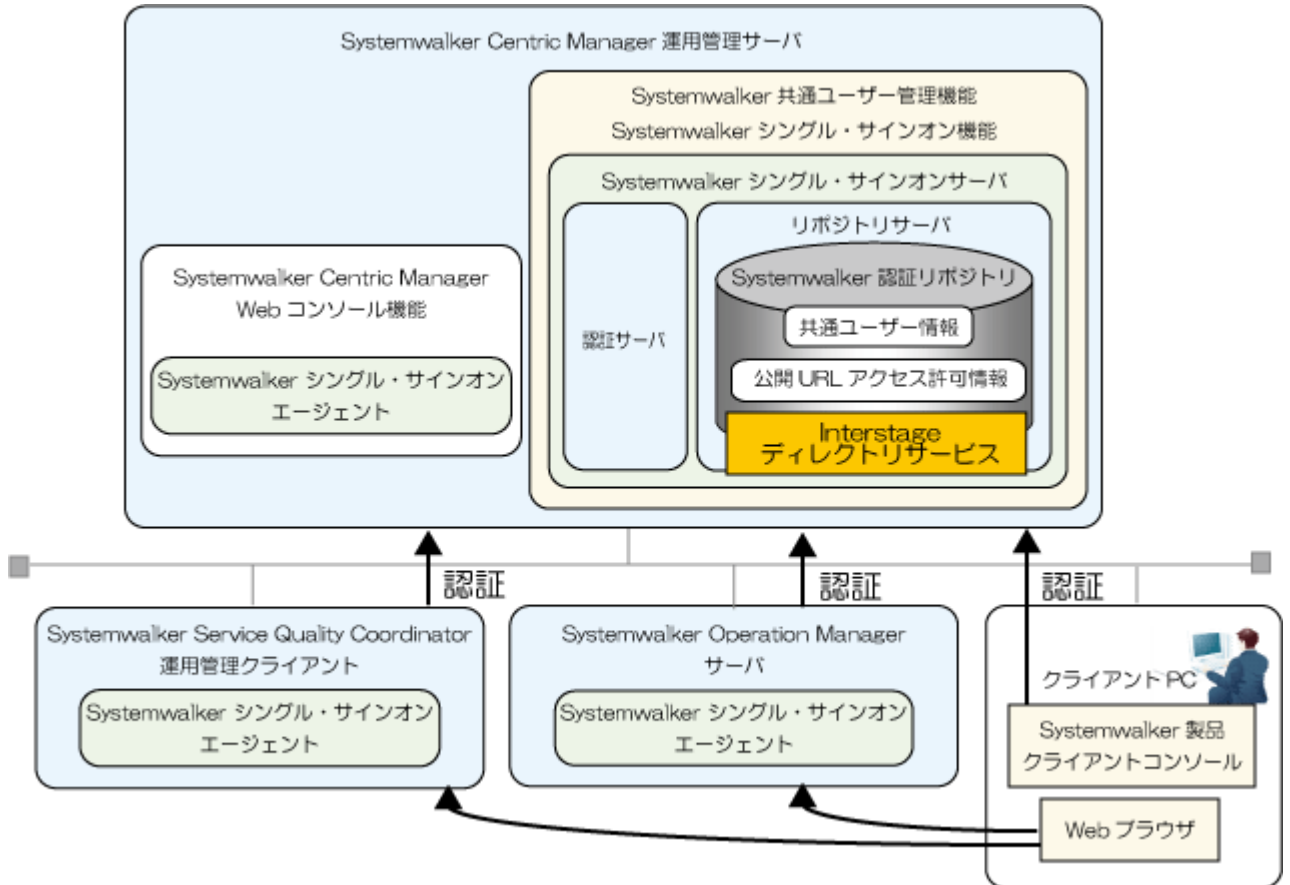 Systemwalker Centric Manager 運用管理サーバ
Systemwalker 共通ユーザー管理機能
Systemwalker シングル・サインオン機能
Systemwalker シングル・サインオンサーバ
リポジトリサーバ
Systemwalker 認証リポジトリ
共通ユーザー情報
公開 URL アクセス許可情報
Interstage
ディレクトリサービス
認証サーバ
Systemwalker Centric Manager
Web コンソール機能
Systemwalker シングル・サインオン
エージェント
認証
認証
認証
Systemwalker Service Quality Coordinator
運用管理クライアント
Systemwalker シングル・サインオン
エージェント
Systemwalker Operation Manager
サーバ
Systemwalker シングル・サインオン
エージェント
クライアント PC
Systemwalker 製品
クライアントコンソール
Web ブラウザ